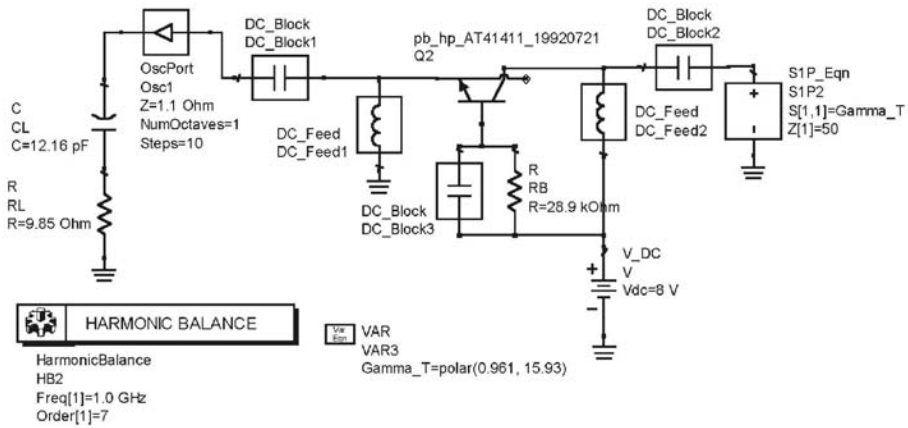 DC_Block
DC_Block1
OscPort
Osc1
Z=1.1 Ohm
NumOctaves=1
Steps=10
C
CL
C=12.16 pF
R
RL
R=9.85 Ohm
DC_Feed
DC_Feed1
pb_hp_AT41411_19920721
Q2
DC_Block
DC_Block2
S1P_Eqn
S1P2
S[1,1]=Gamma_T
Z[1]=50
DC_Feed
DC_Feed2
R
RB
R=28.9 kOhm
DC_Block
DC_Block3
V_DC
V
Vdc=8 V
HARMONIC BALANCE
HarmonicBalance
HB2
Freq[1]=1.0 GHz
Order[1]=7
Var
Eqn
VAR
VAR3
Gamma_T=polar(0.961, 15.93)